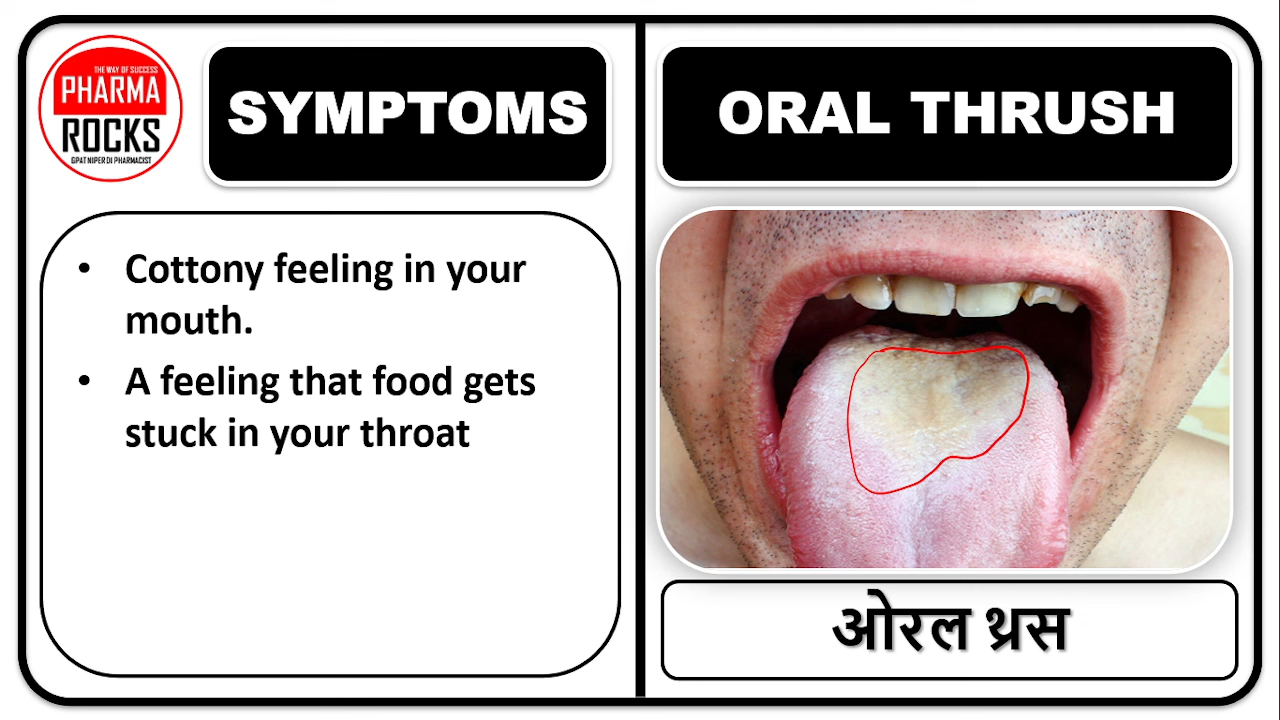 THE WAY OF SUCCESS
PHARMA
ROCKS
GPAT NIPER DI PHARMACIST
SYMPTOMS
• Cottony feeling in your
mouth.
• A feeling that food gets
stuck in your throat
ORAL THRUSH
ओरल थ्रस